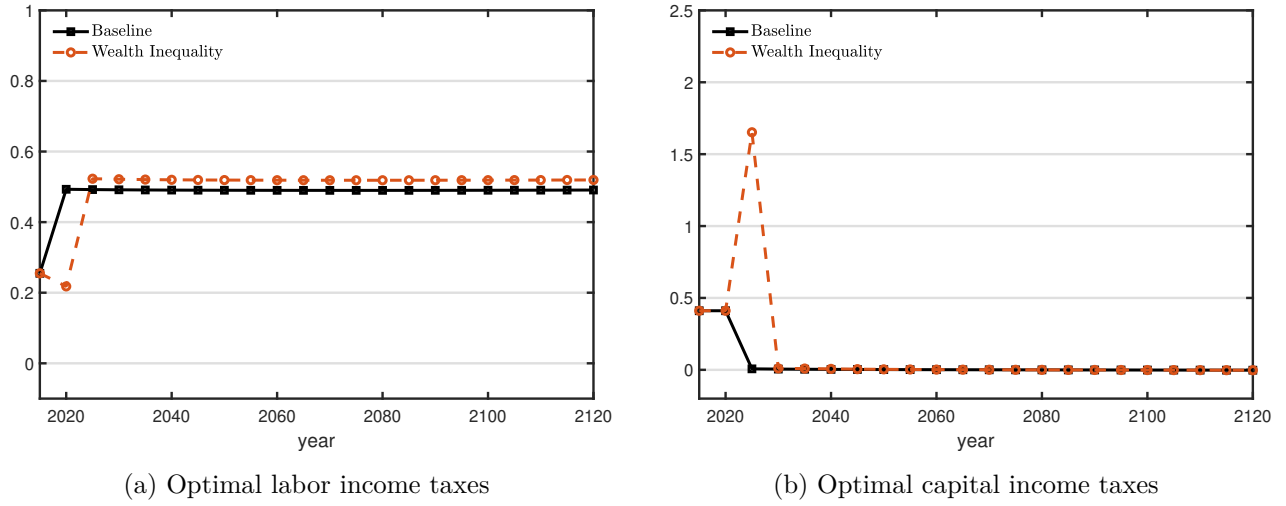 1
0.8
0.6
0.4
0.2
0
Baseline
Wealth Inequality
2020 2040 2060 2080 2100 2120
year
(a) Optimal labor income taxes
2.5
2
1.5
1
0.5
0
Baseline
Wealth Inequality
2020 2040 2060 2080 2100 2120
year
(b) Optimal capital income taxes